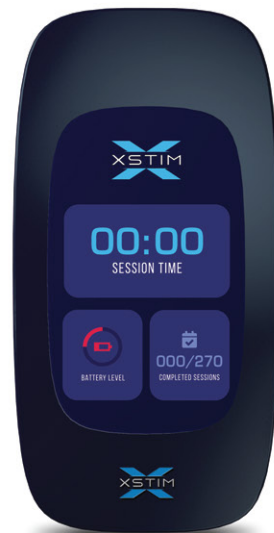 XSTIM
00:00
SESSION TIME
BATTERY LEVEL
000/270
COMPLETED SESSIONS
XSTIM